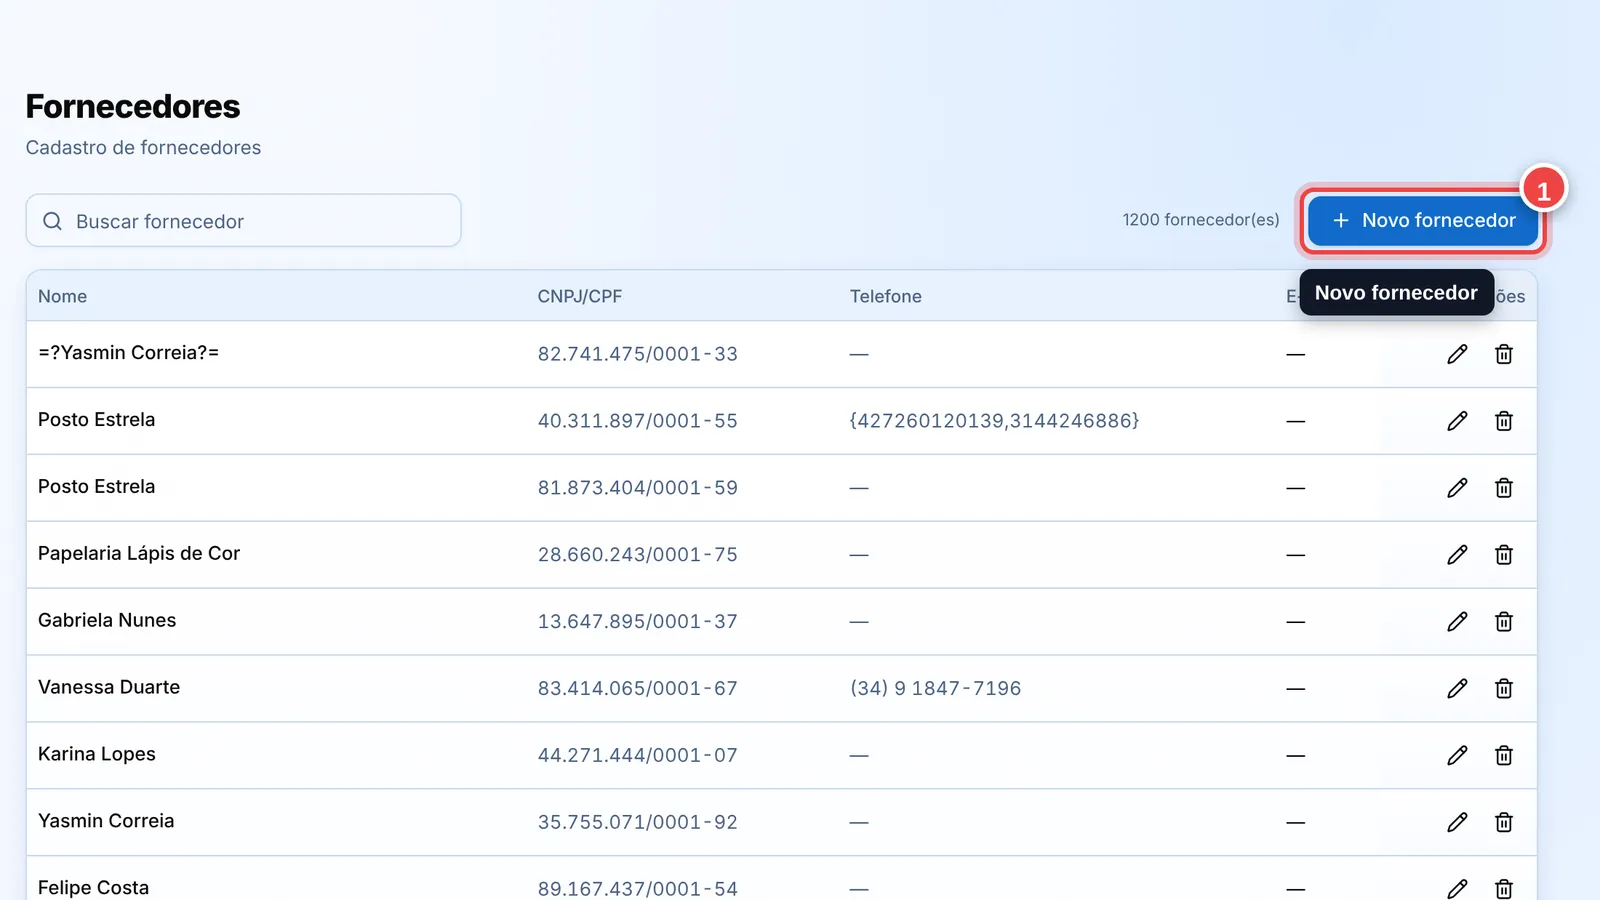 Fornecedores
Cadastro de fornecedores
Buscar fornecedor
1200 fornecedor(es)
+ Novo fornecedor
1
Novo fornecedor
Nome CNPJ/CPF Telefone
=?Yasmin Correia?= 82.741.475/0001-33 — —
Posto Estrela 40.311.897/0001-55 {427260120139,3144246886} —
Posto Estrela 81.873.404/0001-59 — —
Papelaria Lápis de Cor 28.660.243/0001-75 — —
Gabriela Nunes 13.647.895/0001-37 — —
Vanessa Duarte 83.414.065/0001-67 (34) 9 1847-7196 —
Karina Lopes 44.271.444/0001-07 — —
Yasmin Correia 35.755.071/0001-92 — —
Felipe Costa 89.167.437/0001-54 — —